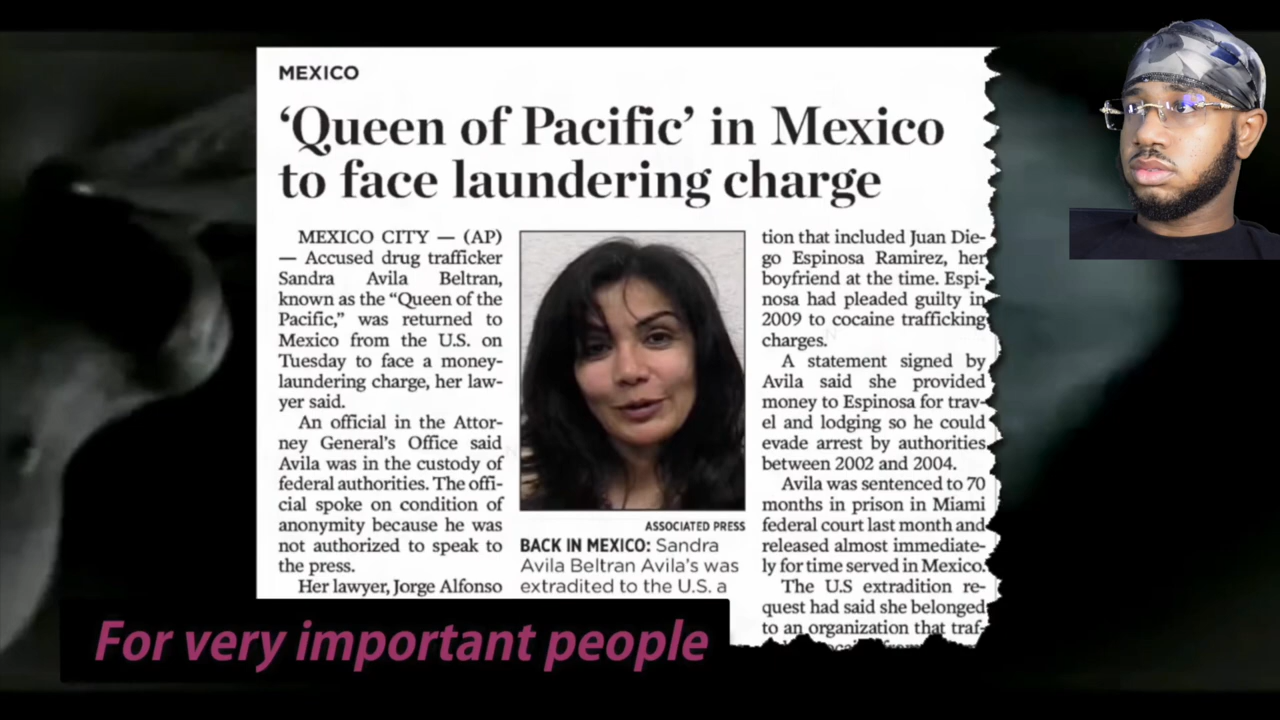 MEXICO
‘Queen of Pacific’ in Mexico
to face laundering charge
MEXICO CITY — (AP)
— Accused drug trafficker
Sandra Avila Beltran,
known as the “Queen of the
Pacific,” was returned to
Mexico from the U.S. on
Tuesday to face a money-
laundering charge, her law-
yer said.
An official in the Attor-
ney General’s Office said
Avila was in the custody of
federal authorities. The offi-
cial spoke on condition of
anonymity because he was
not authorized to speak to
the press.
Her lawyer, Jorge Alfonso
ASSOCIATED PRESS
BACK IN MEXICO: Sandra
Avila Beltran Avila’s was
extradited to the U.S. a
tion that included Juan Die-
go Espinosa Ramirez, her
boyfriend at the time. Espi-
nosa had pleaded guilty in
2009 to cocaine trafficking
charges.
A statement signed by
Avila said she provided
money to Espinosa for trav-
el and lodging so he could
evade arrest by authorities
between 2002 and 2004.
Avila was sentenced to 70
months in prison in Miami
federal court last month and
released almost immediate-
ly for time served in Mexico.
The U.S extradition re-
quest had said she belonged
to an organization that traf-
For very important people